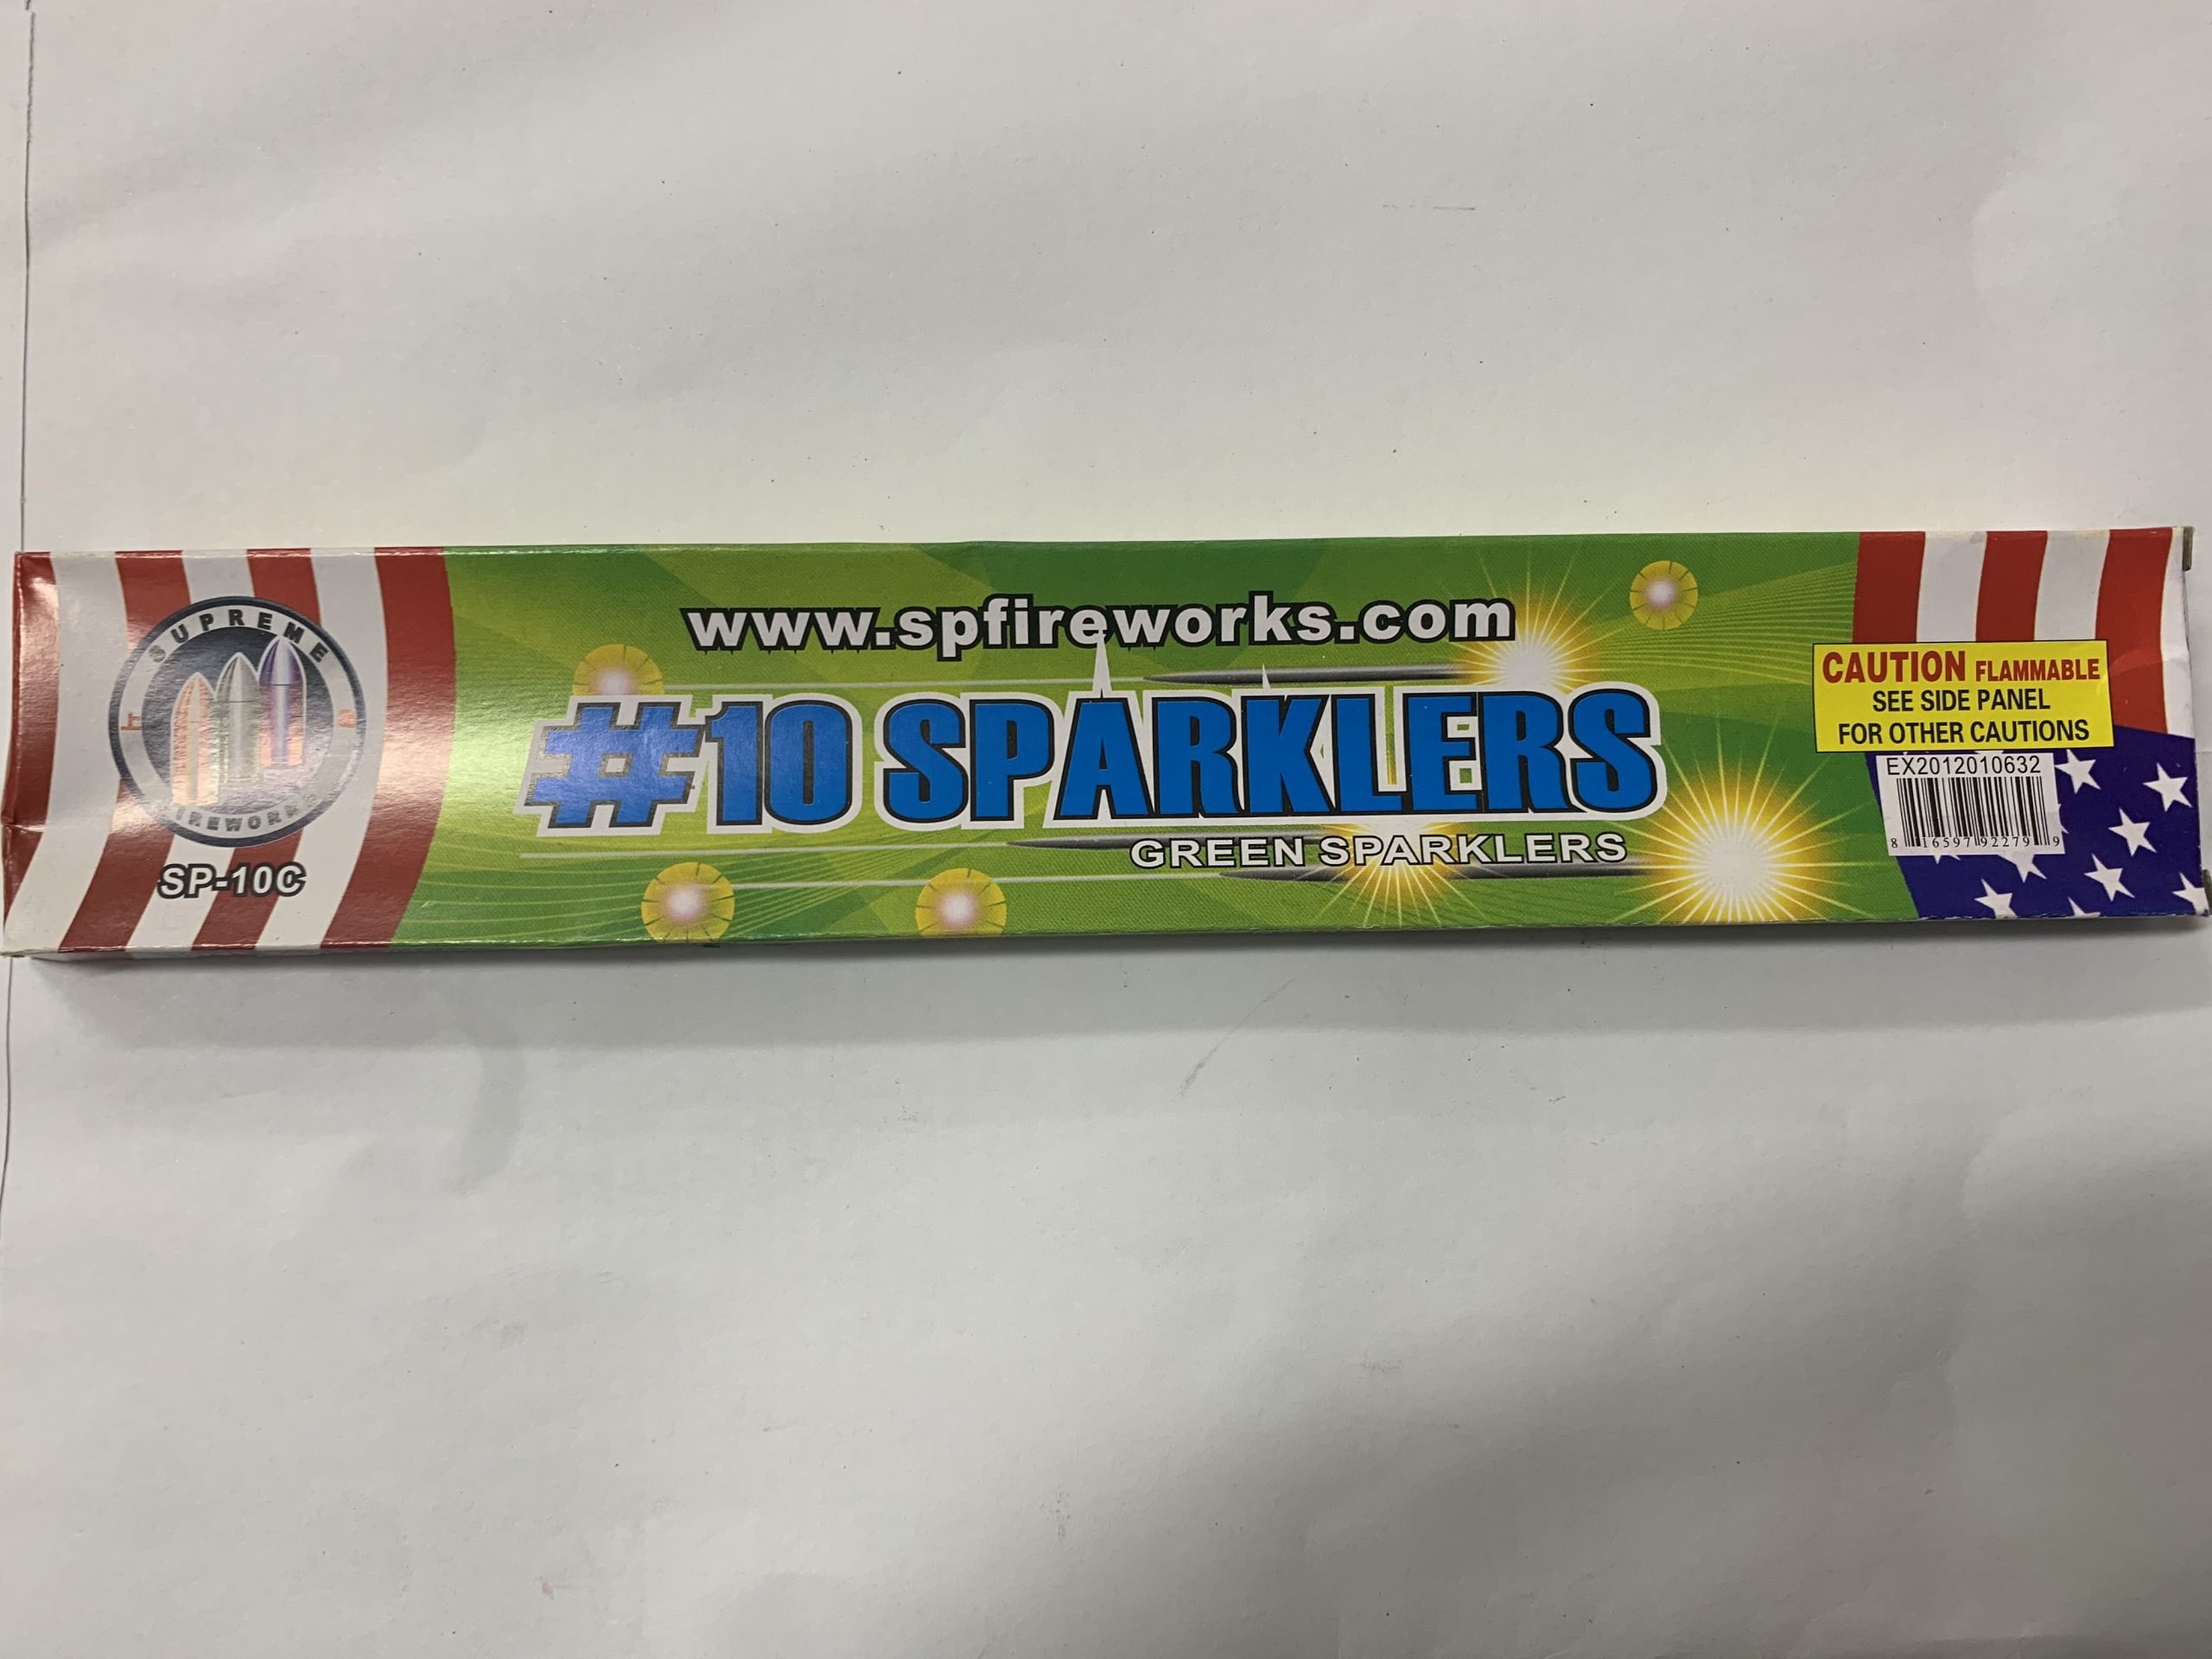 SUPREME
FIREWORKS
SP-10C
www.spfireworks.com
#10 SPARKLERS
GREEN SPARKLERS
CAUTION FLAMMABLE
SEE SIDE PANEL
FOR OTHER CAUTIONS
EX2012010632
8 16597 92279 9